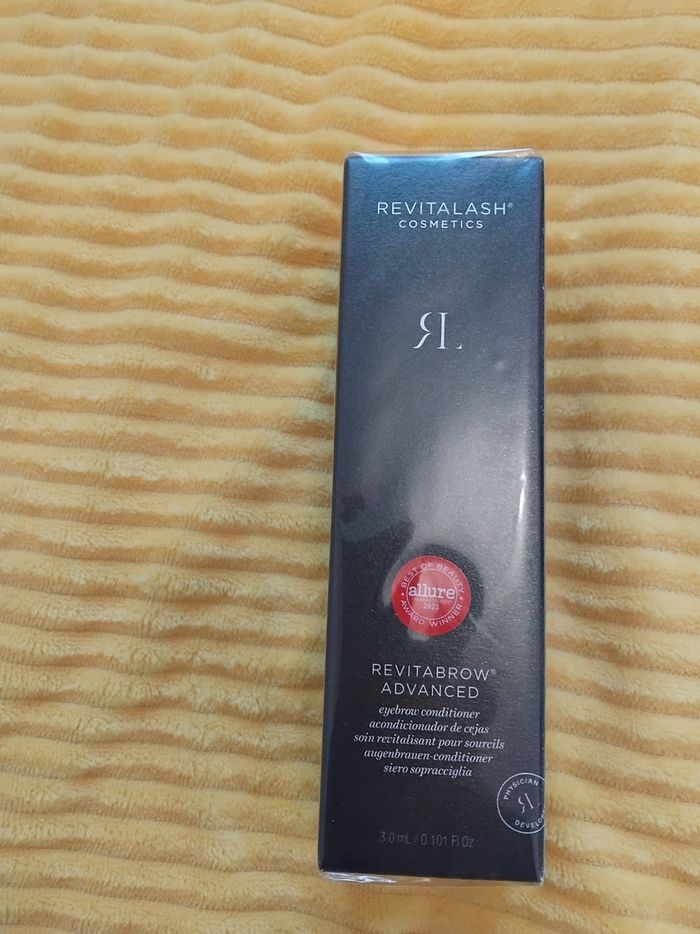 REVITALASH®
COSMETICS
RL
BEST OF BEAUTY
allure
2023
AWARD WINNER
REVITABROW®
ADVANCED
eyebrow conditioner
acondicionador de cejas
soin revitalisant pour sourcils
augenbrauen-conditioner
siero sopracciglia
PHYSICIAN
RL
DEVELO
3.0 mL / 0.101 Fl Oz